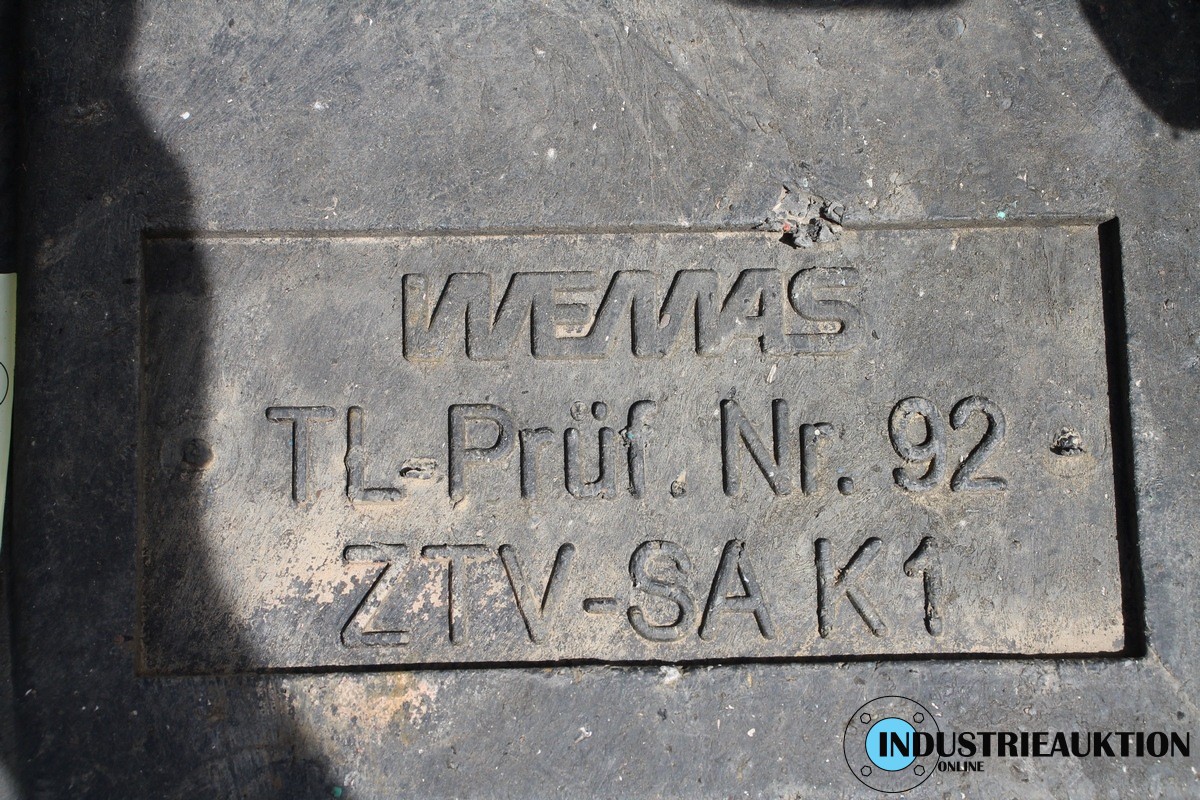 WEMAS
TL-Prüf. Nr. 92
ZTV-SA K1
INDUSTRIEAUKTION
ONLINE